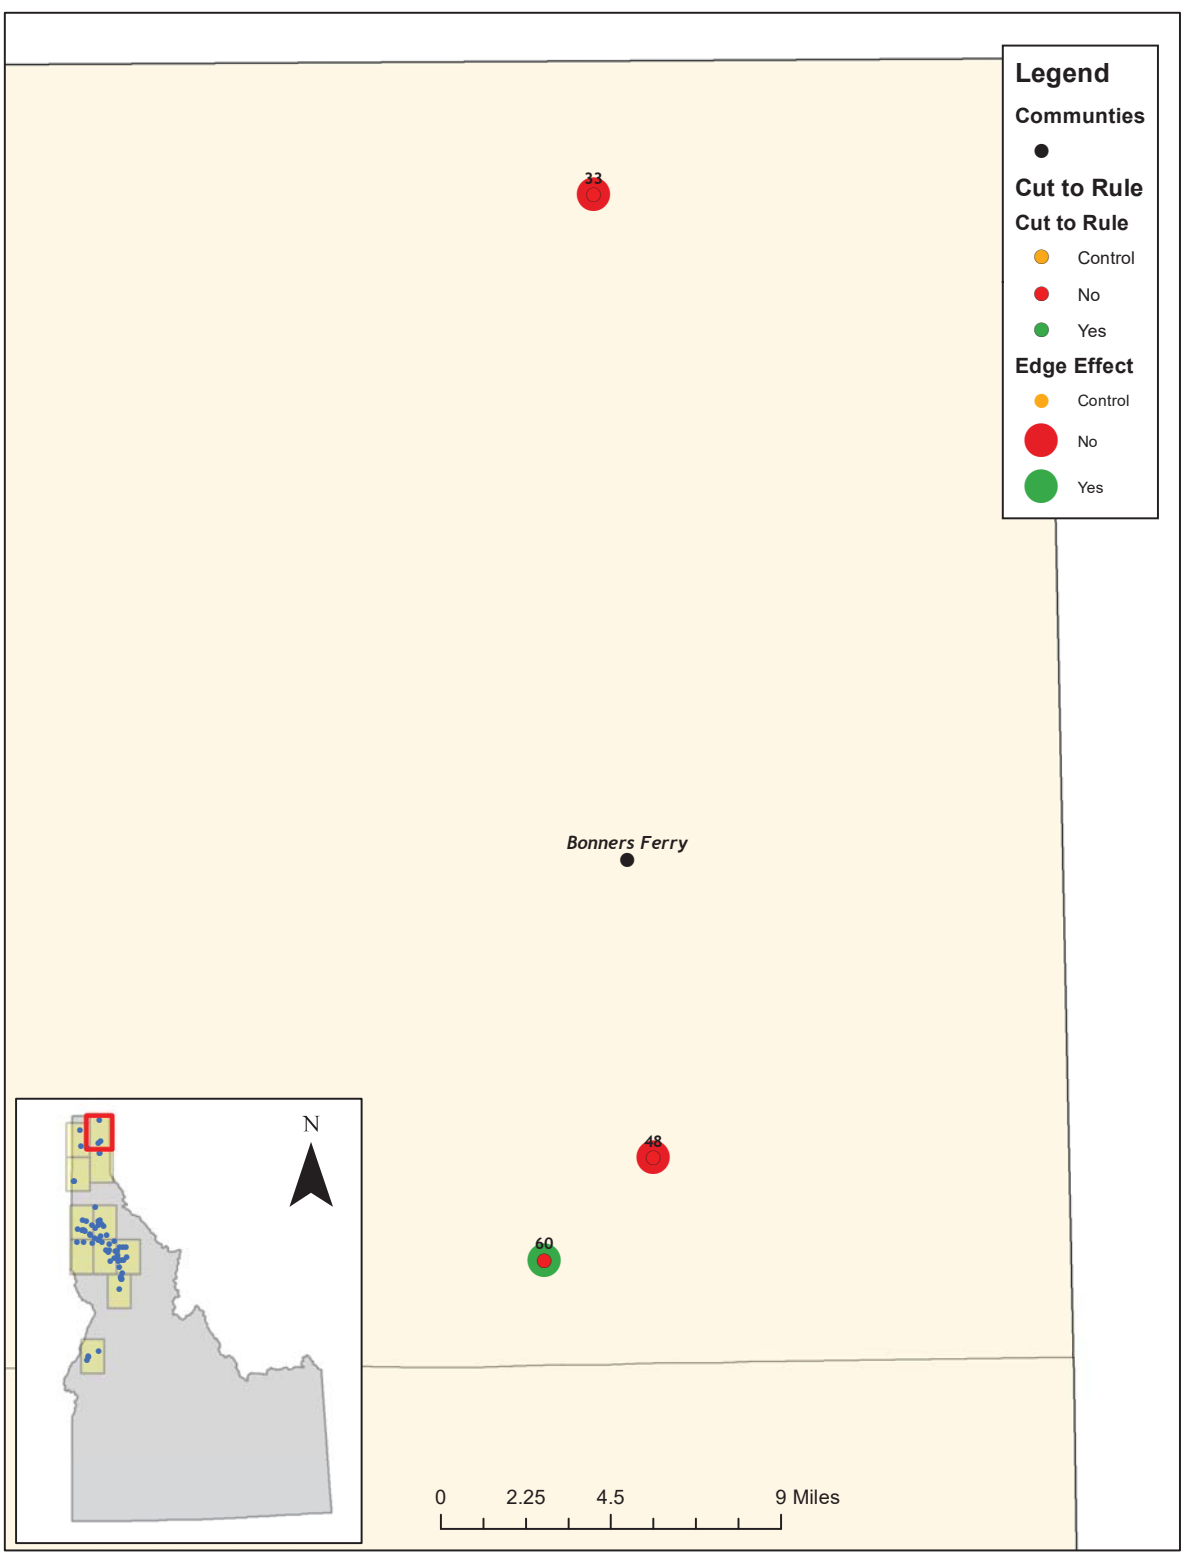 Legend
Communties
Cut to Rule
Cut to Rule
Control
No
Yes
Edge Effect
Control
No
Yes
33
Bonners Ferry
48
60
N
0 2.25 4.5 9 Miles